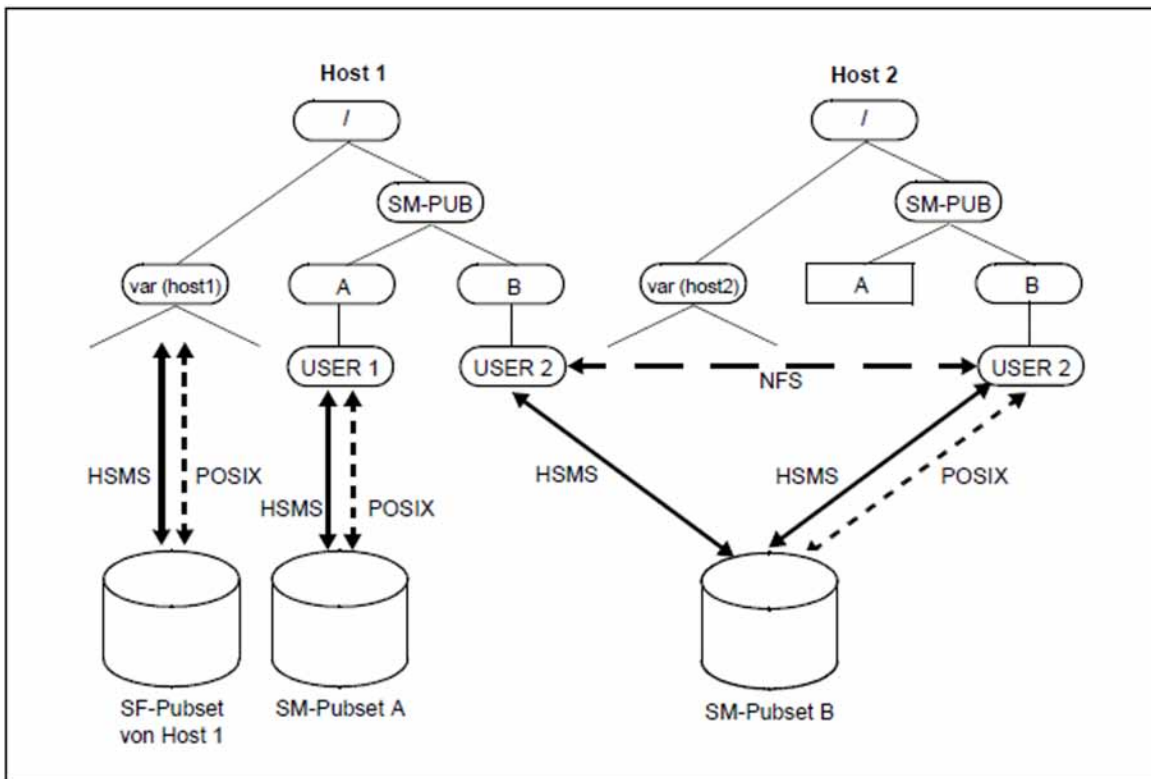 Host 1
Host 2
/
/
SM-PUB
SM-PUB
var (host1)
A
B
var (host2)
A
B
USER 1
USER 2
NFS
USER 2
HSMS
POSIX
HSMS
POSIX
HSMS
HSMS
POSIX
SF-Pubset
von Host 1
SM-Pubset A
SM-Pubset B